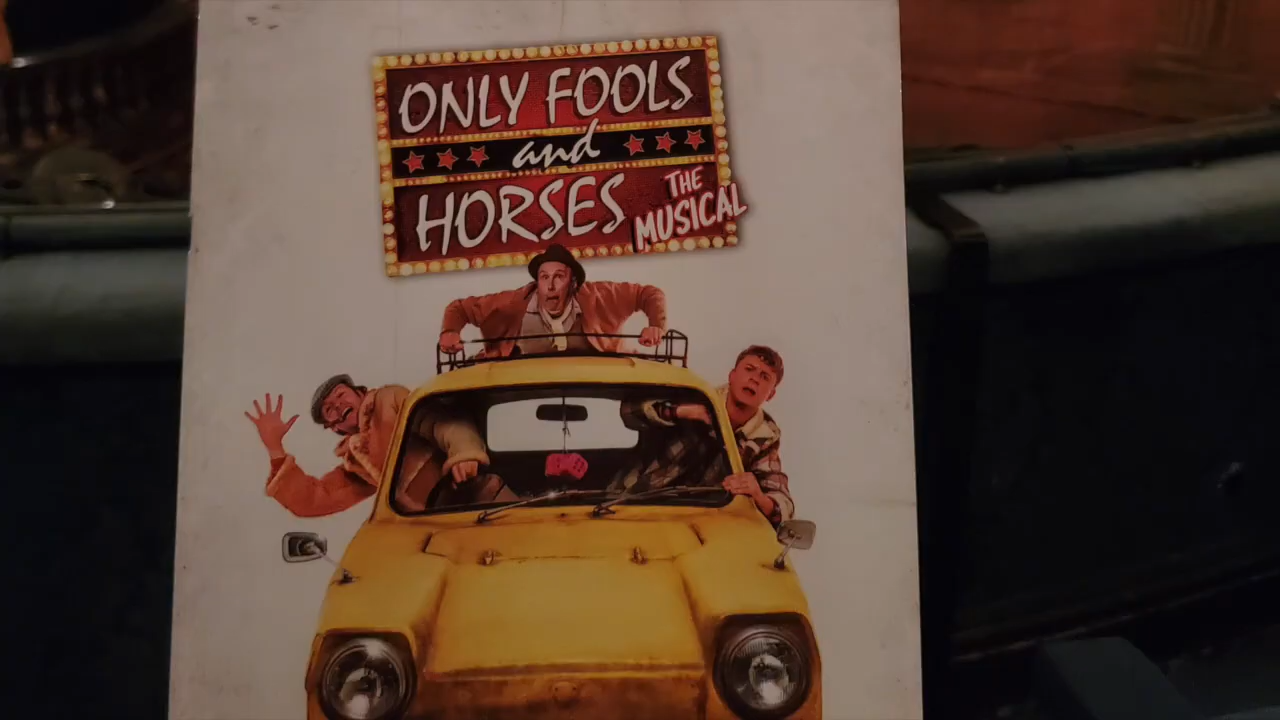 ONLY FOOLS
and
HORSES
THE
MUSICAL